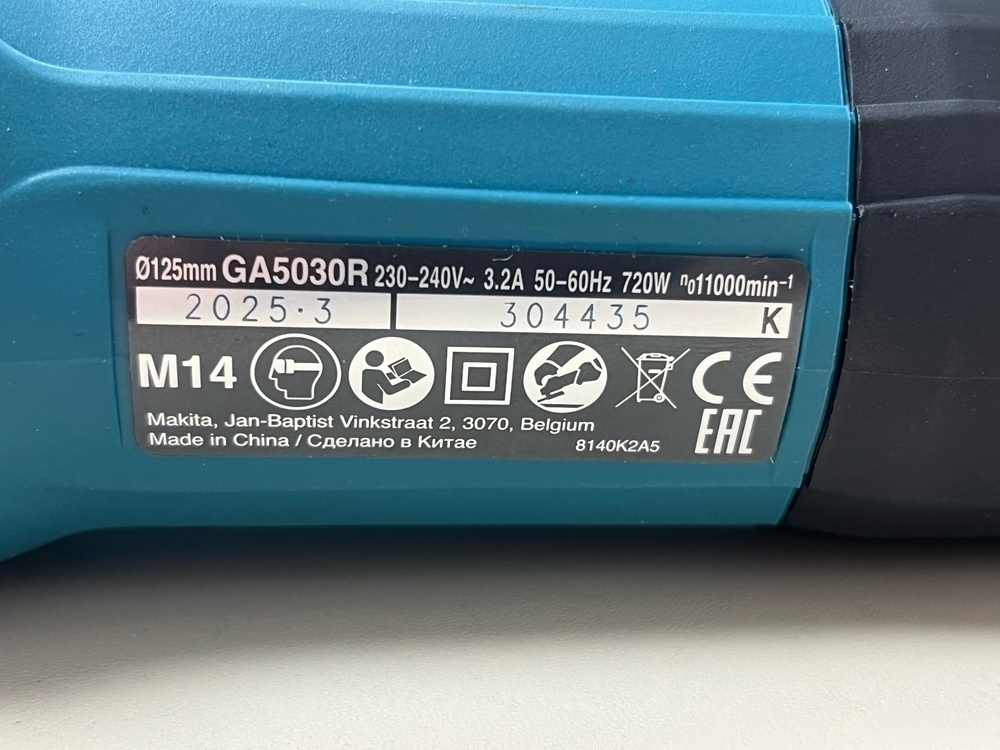 Ø125mm GA5030R 230–240V~ 3.2A 50–60Hz 720W n₀11000min⁻¹
2025·3 304435 K
M14 CE
EAC
Makita, Jan-Baptist Vinkstraat 2, 3070, Belgium
Made in China / Сделано в Китае 8140K2A5